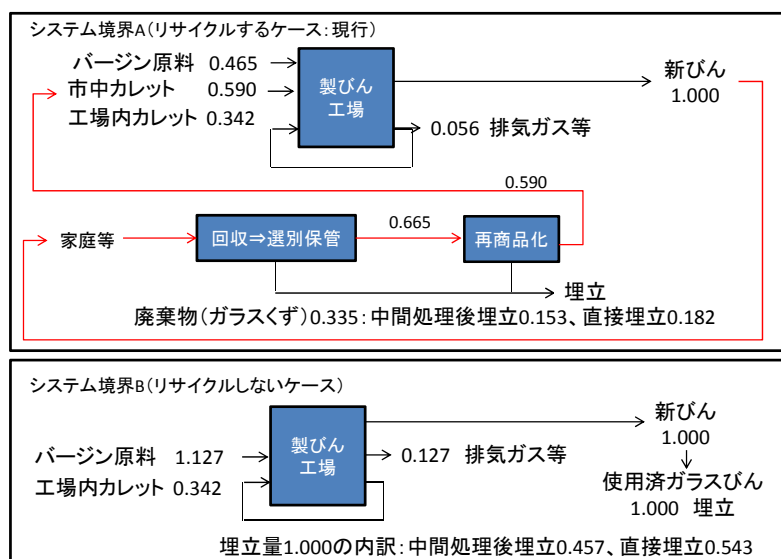 システム境界A(リサイクルするケース:現行)
バージン原料 0.465
市中カレット 0.590
工場内カレット 0.342
製びん
工場
新びん
1.000
0.056 排気ガス等
0.590
家庭等
回収⇒選別保管
0.665
再商品化
埋立
廃棄物(ガラスくず)0.335:中間処理後埋立0.153、直接埋立0.182
システム境界B(リサイクルしないケース)
バージン原料 1.127
工場内カレット 0.342
製びん
工場
0.127 排気ガス等
新びん
1.000
使用済ガラスびん
1.000 埋立
埋立量1.000の内訳:中間処理後埋立0.457、直接埋立0.543